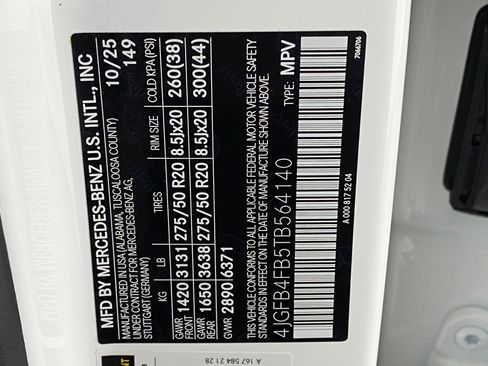 MFD BY MERCEDES-BENZ U.S. INTL., INC
MANUFACTURED IN USA (ALABAMA, TUSCALOOSA COUNTY) 10/25
UNDER LICENCE FROM MERCEDES-BENZ AG, 149
STUTTGART (GERMANY)
KG LB TIRES RIM SIZE COLD KPA (PSI)
GAWR FRONT 1420 3131 275/50 R20 8.5Jx20 260(38)
GAWR REAR 1650 3638 275/50 R20 8.5Jx20 300(44)
GVWR 2890 6371
THIS VEHICLE CONFORMS TO ALL APPLICABLE FEDERAL MOTOR VEHICLE SAFETY
STANDARDS IN EFFECT ON THE DATE OF MANUFACTURE SHOWN ABOVE.
4JGFB4FB5TB564140 TYPE: MPV
A 000 817 52 04
7066706
A 167 584 21 28